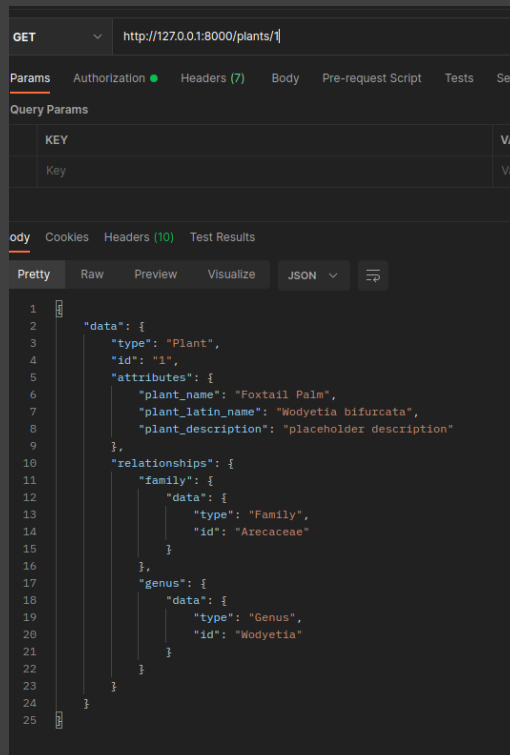 GET http://127.0.0.1:8000/plants/1
Params Authorization Headers (7) Body Pre-request Script Tests Se
Query Params
KEY VA
Key Va
ody Cookies Headers (10) Test Results
Pretty Raw Preview Visualize JSON
1 {
2 "data": {
3 "type": "Plant",
4 "id": "1",
5 "attributes": {
6 "plant_name": "Foxtail Palm",
7 "plant_latin_name": "Wodyetia bifurcata",
8 "plant_description": "placeholder description"
9 },
10 "relationships": {
11 "family": {
12 "data": {
13 "type": "Family",
14 "id": "Arecaceae"
15 }
16 },
17 "genus": {
18 "data": {
19 "type": "Genus",
20 "id": "Wodyetia"
21 }
22 }
23 }
24 }
25 }